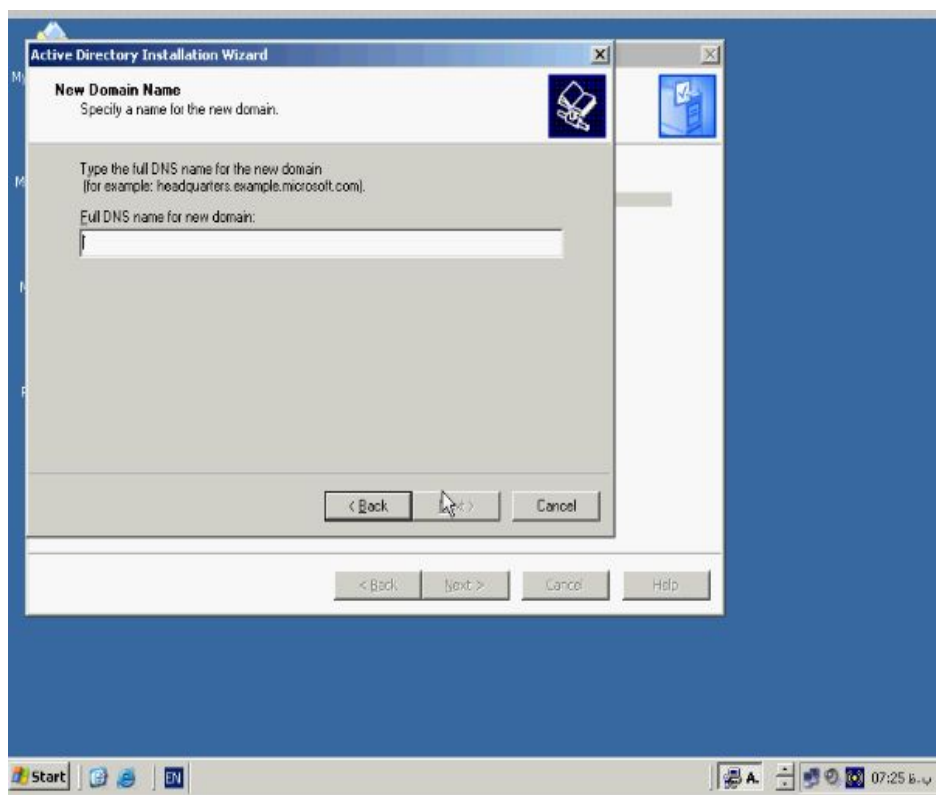 Active Directory Installation Wizard
New Domain Name
Specify a name for the new domain.
Type the full DNS name for the new domain
(for example: headquarters.example.microsoft.com).
Full DNS name for new domain:
< Back
Cancel
< Back
Next >
Cancel
Help
Start
EN
A.
07:25 ب.ظ